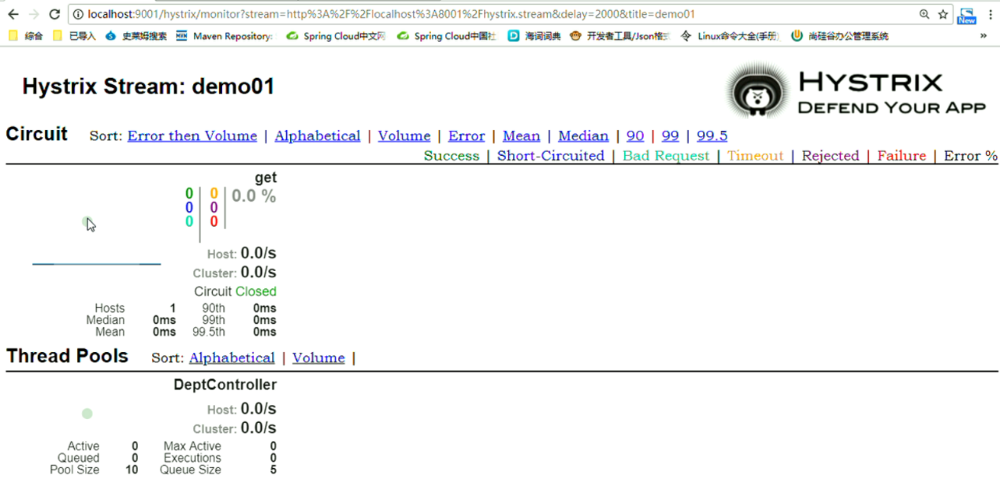 localhost:9001/hystrix/monitor?stream=http%3A%2F%2Flocalhost%3A8001%2Fhystrix.stream&delay=2000&title=demo01
New
综合 已导入 史莱姆搜索 MVN Maven Repository: Spring Cloud中文网 Spring Cloud中国社 海词词典 开发者工具/Json格式 Linux命令大全(手册) 尚硅谷办公管理系统 »
Hystrix Stream: demo01
HYSTRIX
DEFEND YOUR APP
Circuit Sort: Error then Volume | Alphabetical | Volume | Error | Mean | Median | 90 | 99 | 99.5
Success | Short-Circuited | Bad Request | Timeout | Rejected | Failure | Error %
get
0 0 0.0 %
0 0
0 0
Host: 0.0/s
Cluster: 0.0/s
Circuit Closed
Hosts 1 90th 0ms
Median 0ms 99th 0ms
Mean 0ms 99.5th 0ms
Thread Pools Sort: Alphabetical | Volume |
DeptController
Host: 0.0/s
Cluster: 0.0/s
Active 0 Max Active 0
Queued 0 Executions 0
Pool Size 10 Queue Size 5